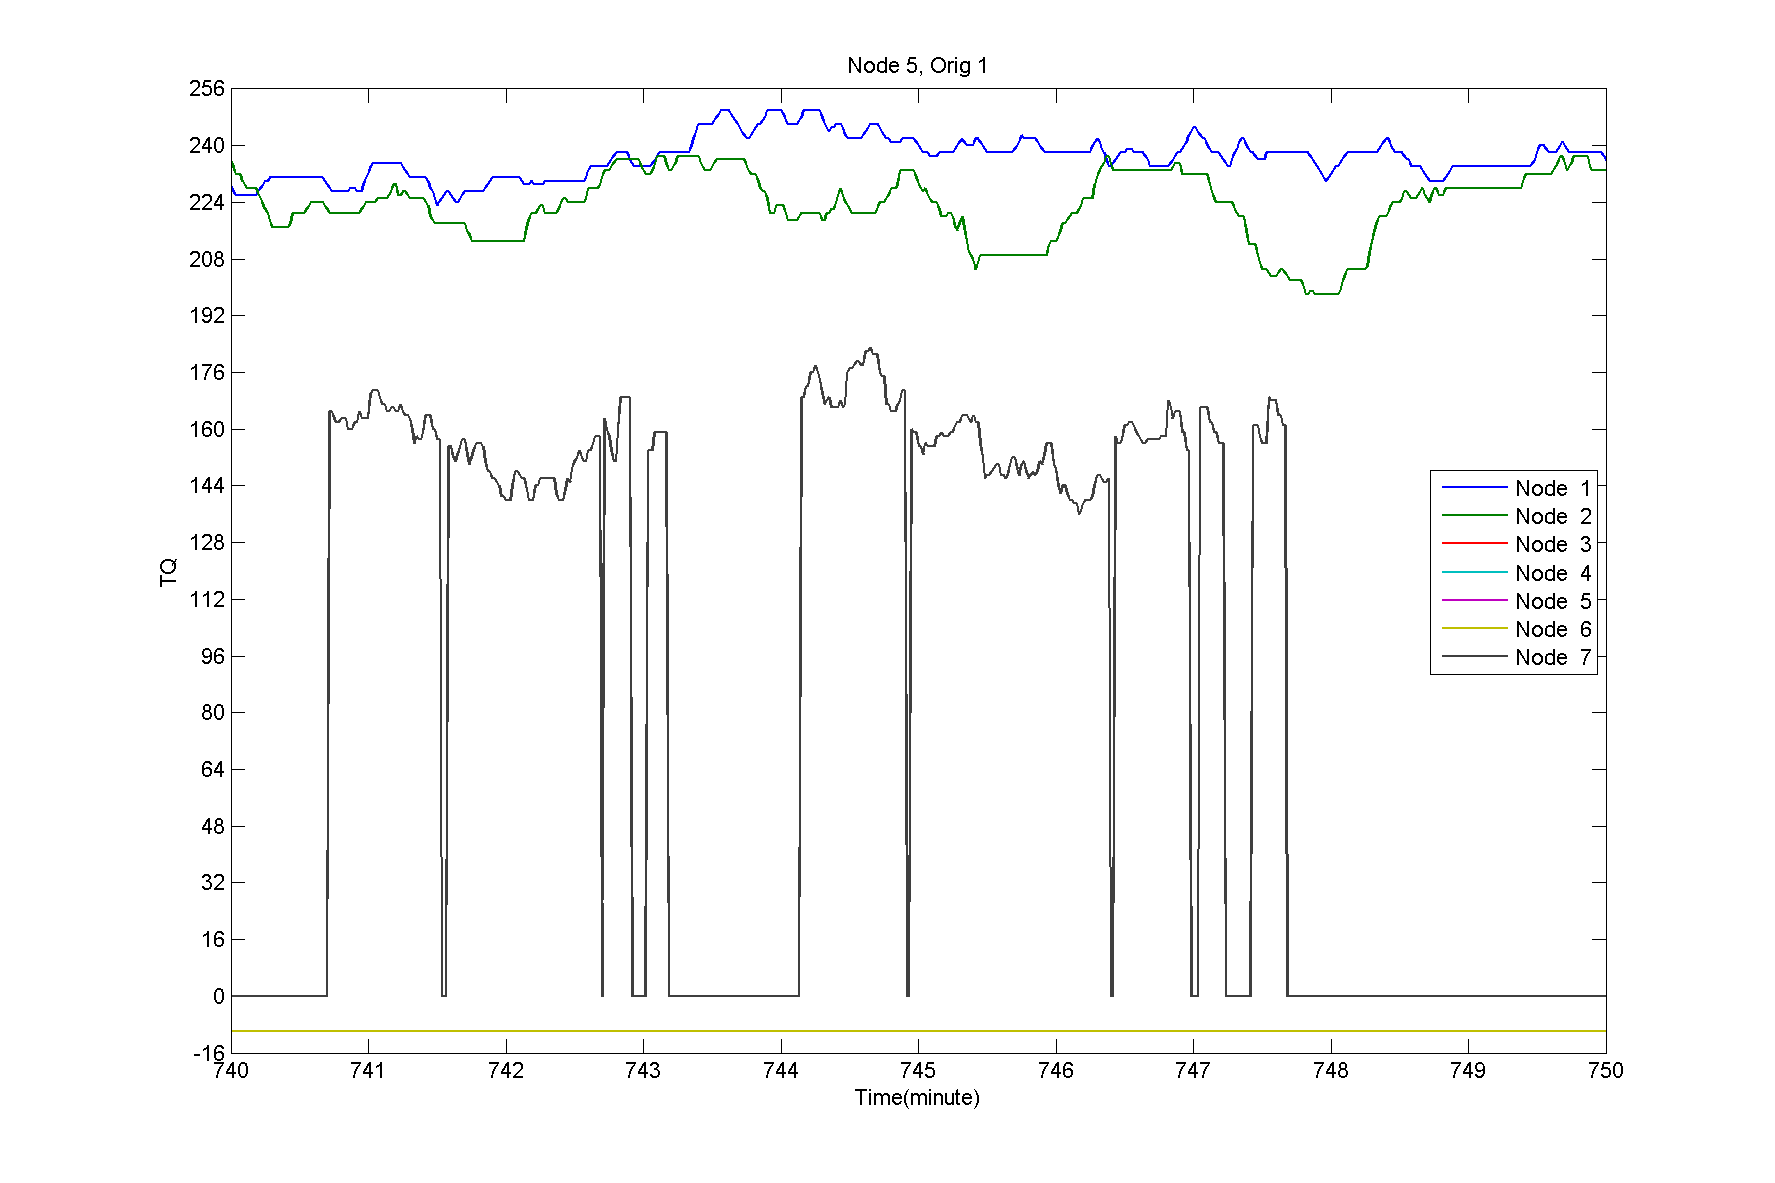 Node 5, Orig 1
256
240
224
208
192
176
160
144
128
112
96
80
64
48
32
16
0
-16
TQ
Node 1
Node 2
Node 3
Node 4
Node 5
Node 6
Node 7
740 741 742 743 744 745 746 747 748 749 750
Time(minute)